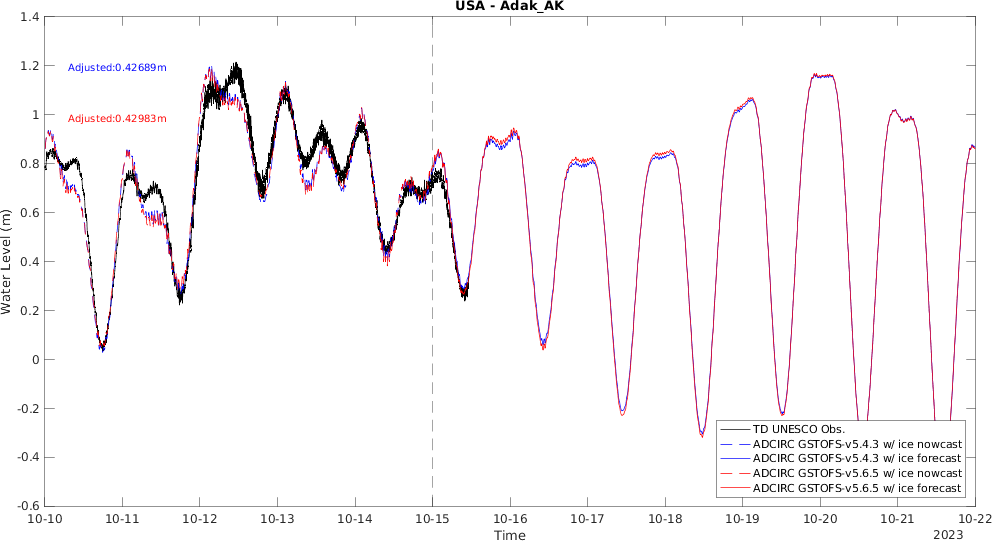 USA - Adak_AK
1.4
1.2
1
0.8
0.6
0.4
0.2
0
-0.2
-0.4
-0.6
Water Level (m)
Adjusted:0.42689m
Adjusted:0.42983m
TD UNESCO Obs.
ADCIRC GSTOFS-v5.4.3 w/ ice nowcast
ADCIRC GSTOFS-v5.4.3 w/ ice forecast
ADCIRC GSTOFS-v5.6.5 w/ ice nowcast
ADCIRC GSTOFS-v5.6.5 w/ ice forecast
10-10 10-11 10-12 10-13 10-14 10-15 10-16 10-17 10-18 10-19 10-20 10-21 10-22
Time
2023